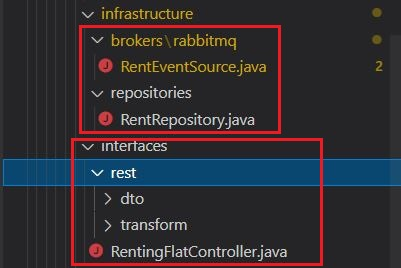 infrastructure
brokers\rabbitmq
RentEventSource.java 2
repositories
RentRepository.java
interfaces
rest
dto
transform
RentingFlatController.java